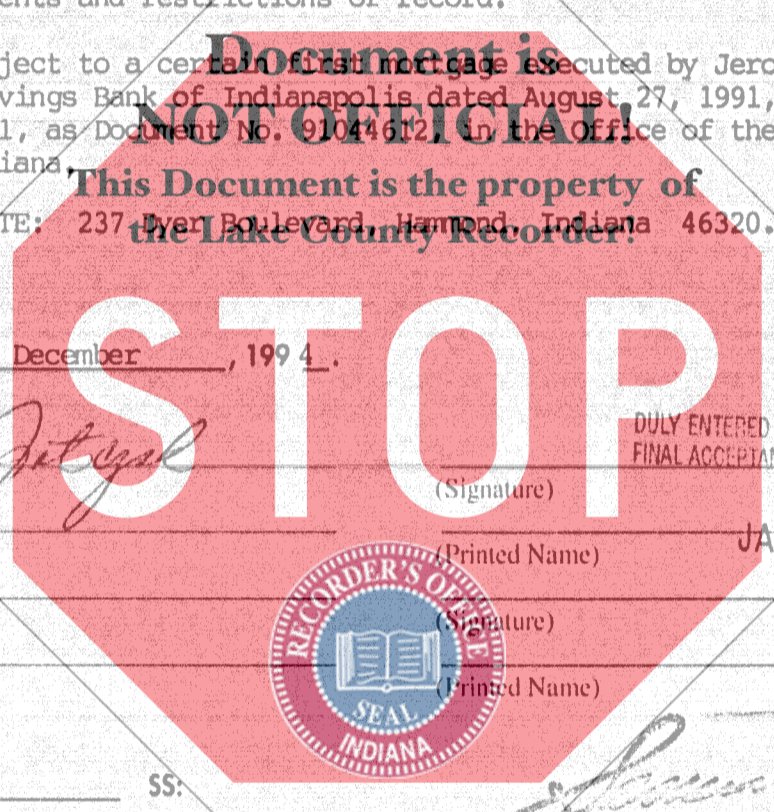 ents and restrictions of record.
Document is
ject to a certain first mortgage executed by Jero
vings Bank of Indianapolis dated August 27, 1991,
NOT OFFICIAL!
1, as Document No. 91044612, in the Office of the
iana.
This Document is the property of
TE: 237 Dyer Boulevard, Hammond, Indiana 46320.
the Lake County Recorder!
STOP
December , 1994.
DULY ENTERED
FINAL ACCEPTAN
(Signature)
JA
(Printed Name)
RECORDER'S OFFICE
(Signature)
(Printed Name)
SEAL
INDIANA
SS: